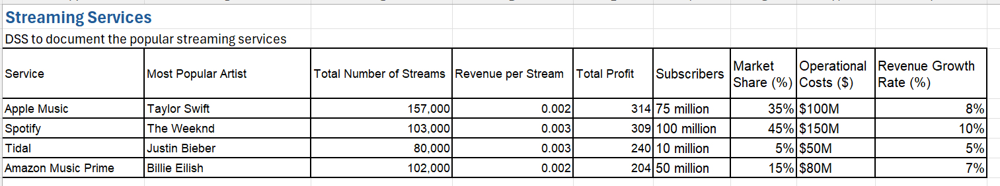 Streaming Services
DSS to document the popular streaming services
Service Most Popular Artist Total Number of Streams Revenue per Stream Total Profit Subscribers Market Share (%) Operational Costs ($) Revenue Growth Rate (%)
Apple Music Taylor Swift 157,000 0.002 314 75 million 35% $100M 8%
Spotify The Weeknd 103,000 0.003 309 100 million 45% $150M 10%
Tidal Justin Bieber 80,000 0.003 240 10 million 5% $50M 5%
Amazon Music Prime Billie Eilish 102,000 0.002 204 50 million 15% $80M 7%